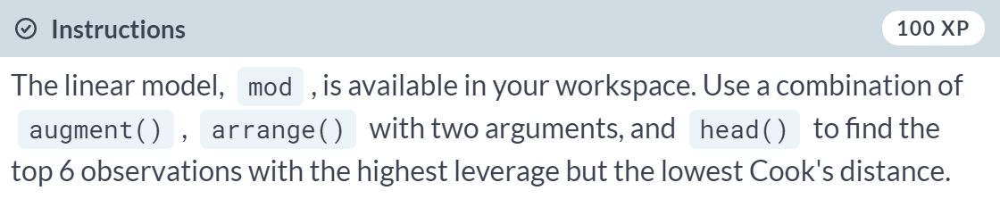 Instructions 100 XP
The linear model, mod , is available in your workspace. Use a combination of
augment() , arrange() with two arguments, and head() to find the
top 6 observations with the highest leverage but the lowest Cook's distance.